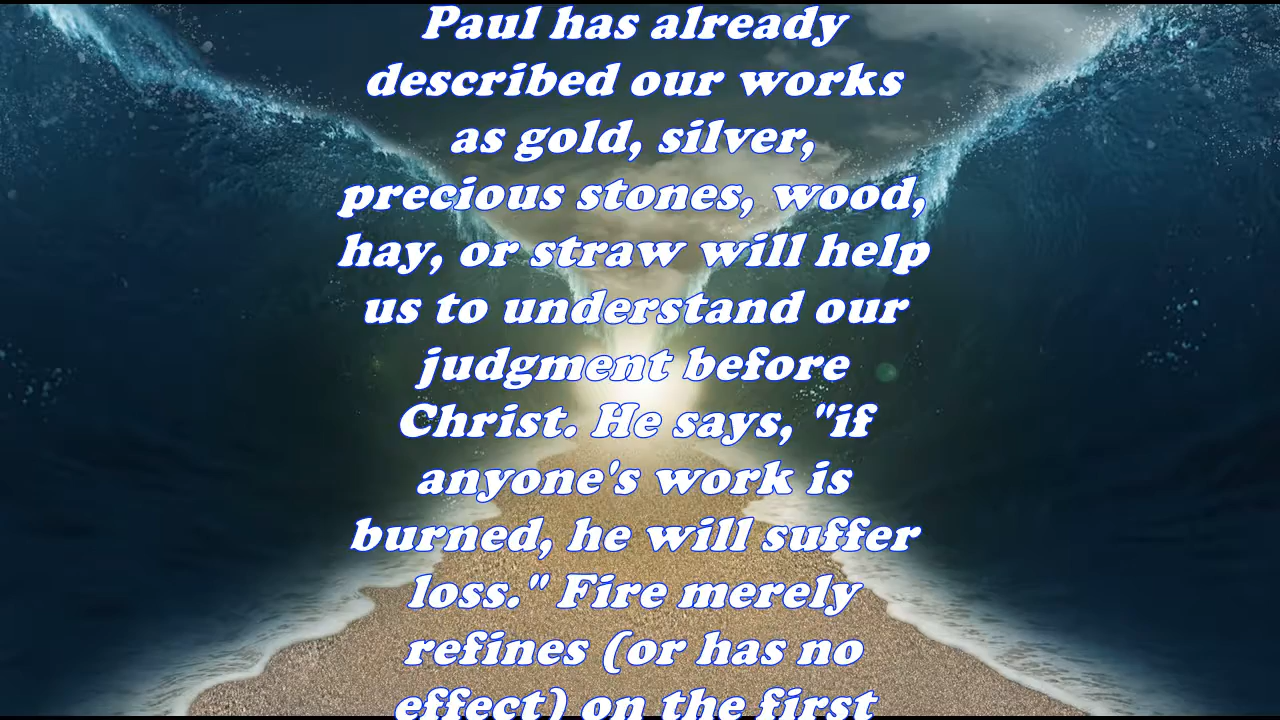 Paul has already
described our works
as gold, silver,
precious stones, wood,
hay, or straw will help
us to understand our
judgment before
Christ. He says, "if
anyone's work is
burned, he will suffer
loss." Fire merely
refines (or has no
effect) on the first